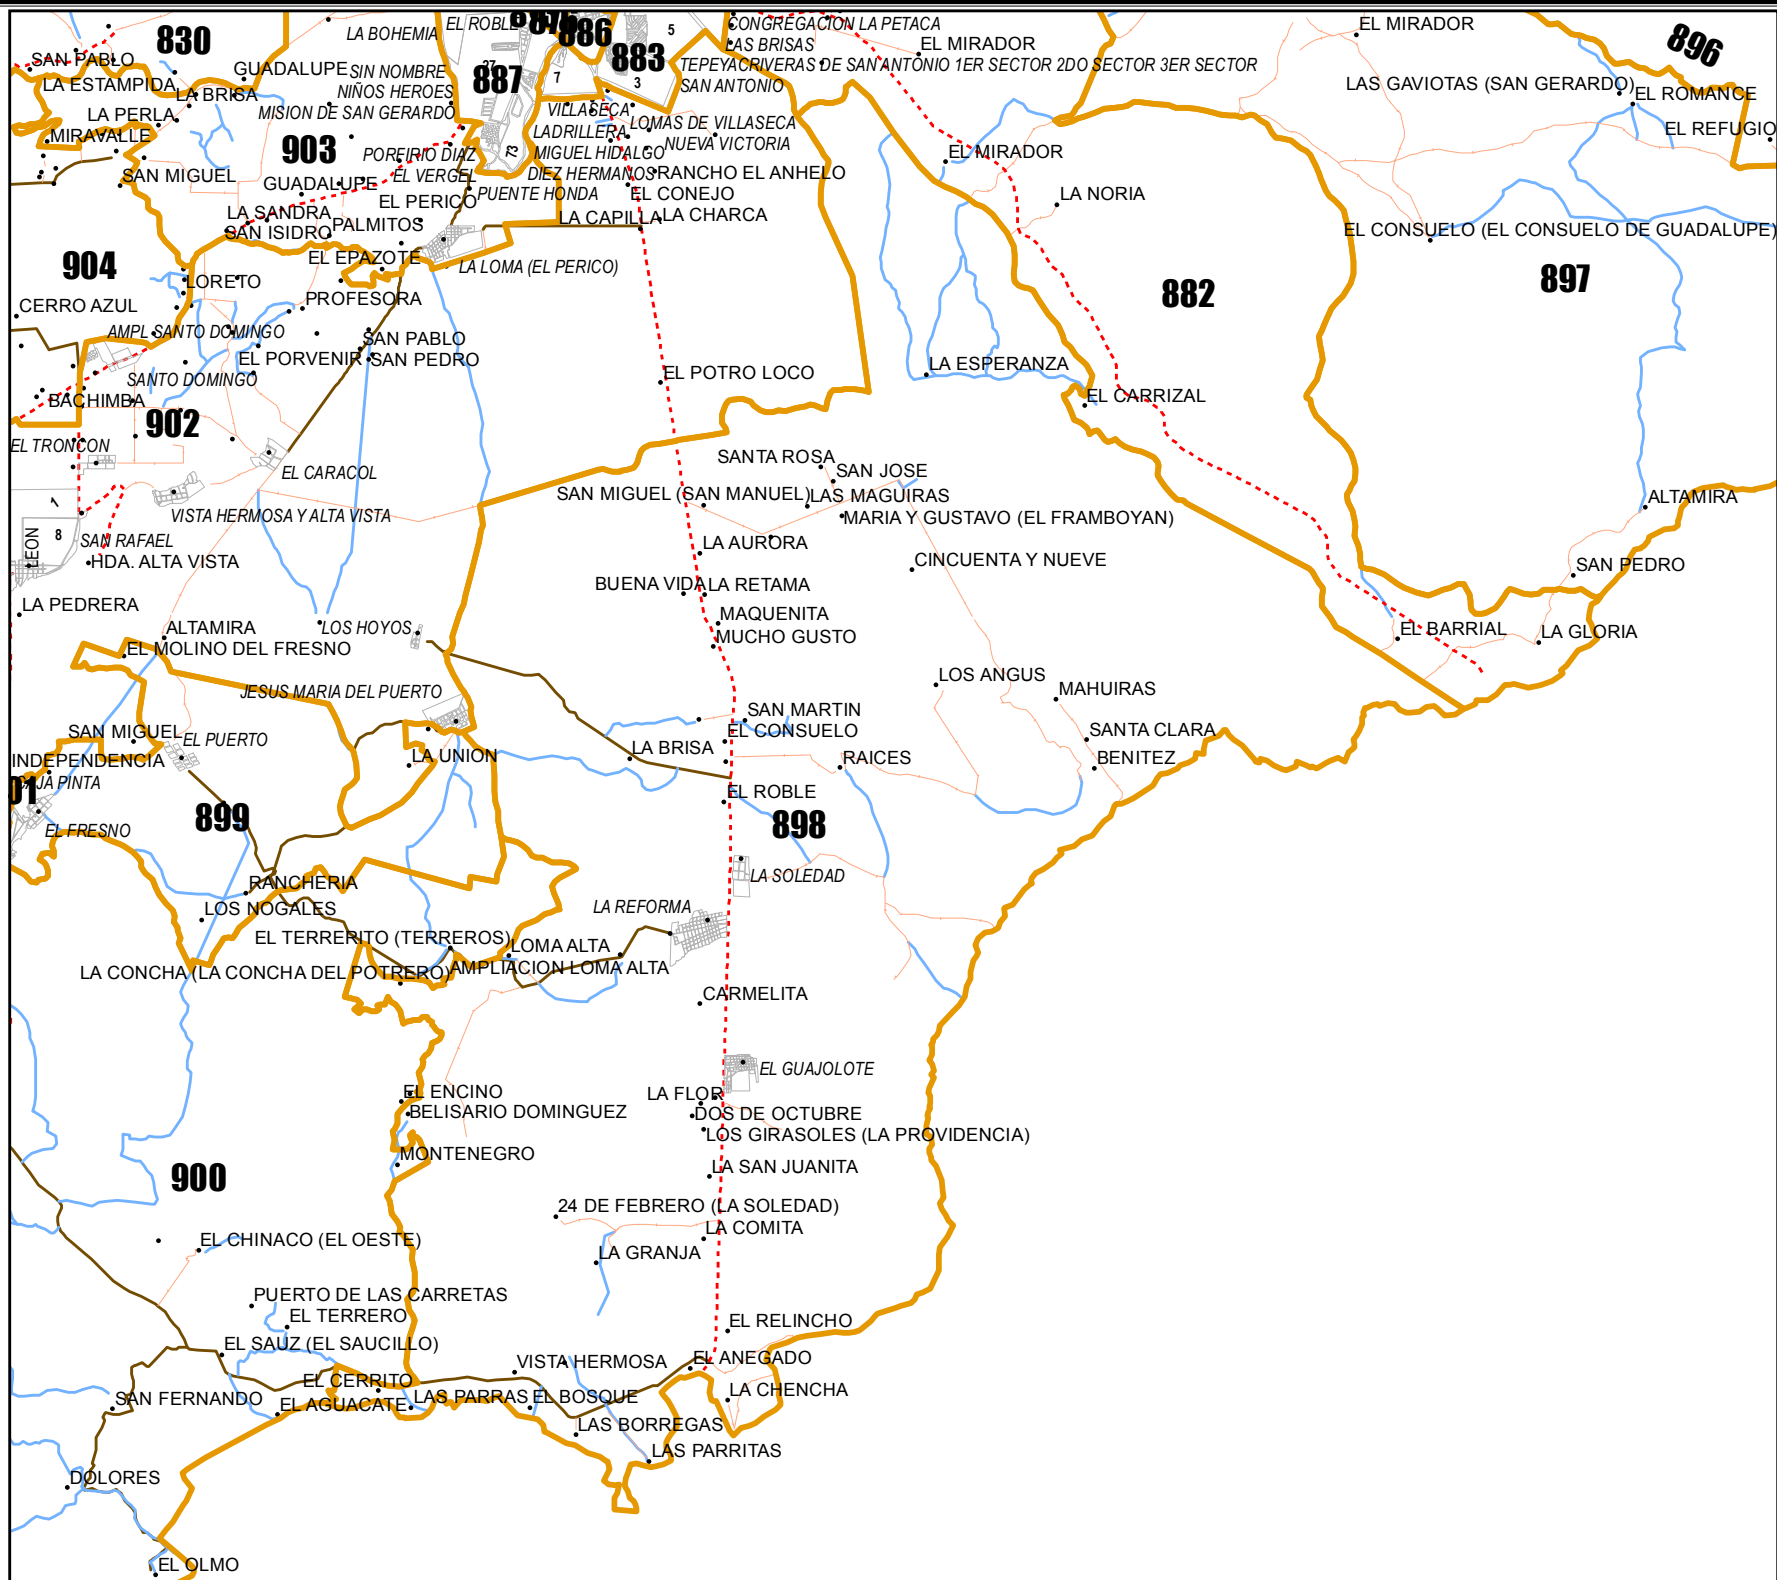 830
LA BOHEMIA
EL ROBLE
886
5
CONGREGACION LA PETACA
EL MIRADOR
896
SAN PABLO
GUADALUPE
SIN NOMBRE
27
887
883
LAS BRISAS
EL MIRADOR
TEPEYAC
RIVERAS DE SAN ANTONIO 1ER SECTOR 2DO SECTOR 3ER SECTOR
LA ESTAMPIDA
LA BRISA
NIÑOS HEROES
7
3
SAN ANTONIO
LAS GAVIOTAS (SAN GERARDO)
EL ROMANCE
LA PERLA
MISION DE SAN GERARDO
VILLASECA
LOMAS DE VILLASECA
EL REFUGIO
MIRAVALLE
903
LADRILLERA
NUEVA VICTORIA
PORFIRIO DIAZ
73
MIGUEL HIDALGO
EL MIRADOR
SAN MIGUEL
GUADALUPE
EL VERGEL
DIEZ HERMANOS
RANCHO EL ANHELO
LA NORIA
EL PERICO
PUENTE HONDA
EL CONEJO
LA SANDRA
PALMITOS
LA CAPILLA
LA CHARCA
SAN ISIDRO
EL CONSUELO (EL CONSUELO DE GUADALUPE)
904
EL EPAZOTE
LA LOMA (EL PERICO)
897
LORETO
882
CERRO AZUL
PROFESORA
AMPL SANTO DOMINGO
SAN PABLO
EL PORVENIR
SAN PEDRO
LA ESPERANZA
SANTO DOMINGO
EL POTRO LOCO
BACHIMBA
EL CARRIZAL
902
EL TRONCON
EL CARACOL
SANTA ROSA
SAN JOSE
1
SAN MIGUEL (SAN MANUEL)
LAS MAGUIRAS
ALTAMIRA
VISTA HERMOSA Y ALTA VISTA
MARIA Y GUSTAVO (EL FRAMBOYAN)
8
LEON
SAN RAFAEL
LA AURORA
HDA. ALTA VISTA
CINCUENTA Y NUEVE
SAN PEDRO
BUENA VIDA
LA RETAMA
LA PEDRERA
MAQUENITA
ALTAMIRA
LOS HOYOS
MUCHO GUSTO
EL BARRIAL
LA GLORIA
EL MOLINO DEL FRESNO
JESUS MARIA DEL PUERTO
LOS ANGUS
MAHUIRAS
SAN MARTIN
SAN MIGUEL
EL PUERTO
EL CONSUELO
SANTA CLARA
INDEPENDENCIA
LA UNION
LA BRISA
RAICES
BENITEZ
CAJA PINTA
01
EL ROBLE
899
898
EL FRESNO
LA SOLEDAD
RANCHERIA
LOS NOGALES
LA REFORMA
EL TERRERITO (TERREROS)
LOMA ALTA
LA CONCHA (LA CONCHA DEL POTRERO)
AMPLIACION LOMA ALTA
CARMELITA
EL GUAJOLOTE
EL ENCINO
LA FLOR
BELISARIO DOMINGUEZ
DOS DE OCTUBRE
LOS GIRASOLES (LA PROVIDENCIA)
MONTENEGRO
LA SAN JUANITA
900
24 DE FEBRERO (LA SOLEDAD)
LA COMITA
EL CHINACO (EL OESTE)
LA GRANJA
PUERTO DE LAS CARRETAS
EL TERRERO
EL RELINCHO
EL SAUZ (EL SAUCILLO)
VISTA HERMOSA
EL ANEGADO
EL CERRITO
LA CHENCHA
SAN FERNANDO
EL AGUACATE
LAS PARRAS
EL BOSQUE
LAS BORREGAS
LAS PARRITAS
DOLORES
EL OLMO